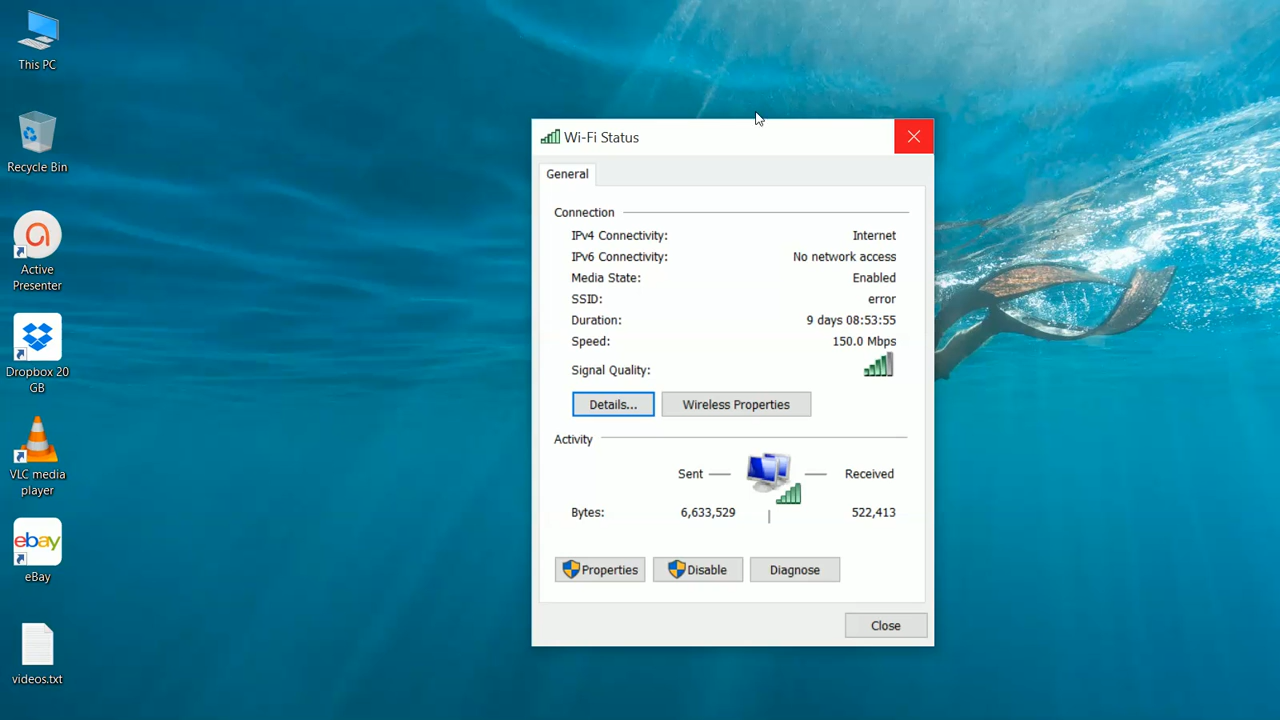 This PC
Recycle Bin
a
Active
Presenter
Dropbox 20
GB
VLC media
player
ebay
eBay
videos.txt
Wi-Fi Status
General
Connection
IPv4 Connectivity: Internet
IPv6 Connectivity: No network access
Media State: Enabled
SSID: error
Duration: 9 days 08:53:55
Speed: 150.0 Mbps
Signal Quality:
Details... Wireless Properties
Activity
Sent Received
Bytes: 6,633,529 522,413
Properties Disable Diagnose
Close